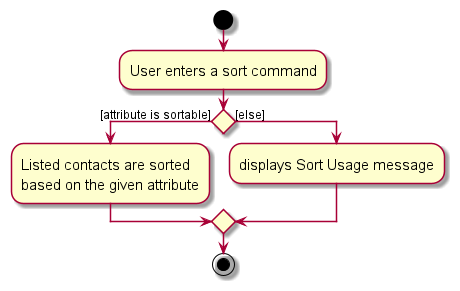 User enters a sort command
[attribute is sortable]
[else]
Listed contacts are sorted
based on the given attribute
displays Sort Usage message